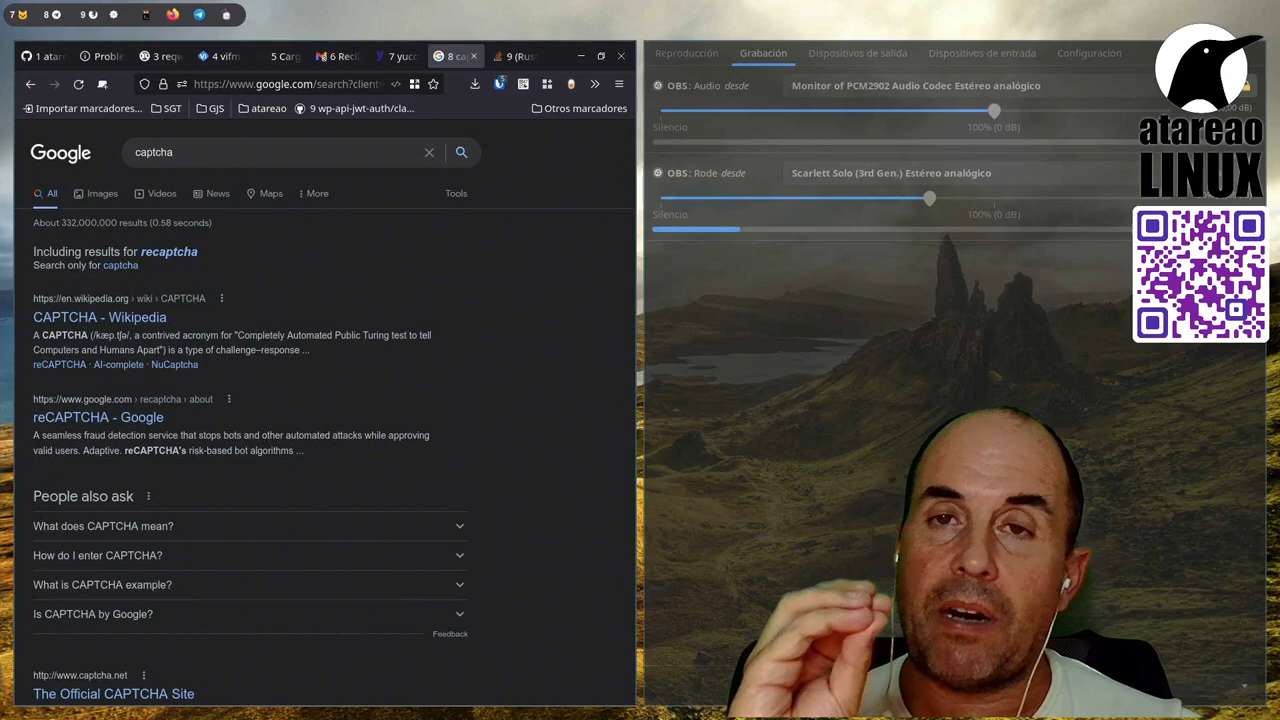 7
8
9
1 atare
Proble
3 requ
4 vifm
5 Carg
6 Recib
7 yucc
8 ca
9 (Rus
https://www.google.com/search?client=
Importar marcadores...
SGT
GJS
atareao
9 wp-api-jwt-auth/cla...
Otros marcadores
Google
captcha
All
Images
Videos
News
Maps
More
Tools
About 332,000,000 results (0.58 seconds)
Including results for recaptcha
Search only for captcha
https://en.wikipedia.org › wiki › CAPTCHA
CAPTCHA - Wikipedia
A CAPTCHA (/kæp.tʃə/, a contrived acronym for "Completely Automated Public Turing test to tell
Computers and Humans Apart") is a type of challenge–response ...
reCAPTCHA · AI-complete · NuCaptcha
https://www.google.com › recaptcha › about
reCAPTCHA - Google
A seamless fraud detection service that stops bots and other automated attacks while approving
valid users. Adaptive. reCAPTCHA's risk-based bot algorithms ...
People also ask
What does CAPTCHA mean?
How do I enter CAPTCHA?
What is CAPTCHA example?
Is CAPTCHA by Google?
Feedback
http://www.captcha.net
The Official CAPTCHA Site
Reproducción
Grabación
Dispositivos de salida
Dispositivos de entrada
Configuración
OBS: Audio desde
Monitor of PCM2902 Audio Codec Estéreo analógico
Silencio
100% (0 dB)
OBS: Rode desde
Scarlett Solo (3rd Gen.) Estéreo analógico
Silencio
100% (0 dB)
atareao
LINUX